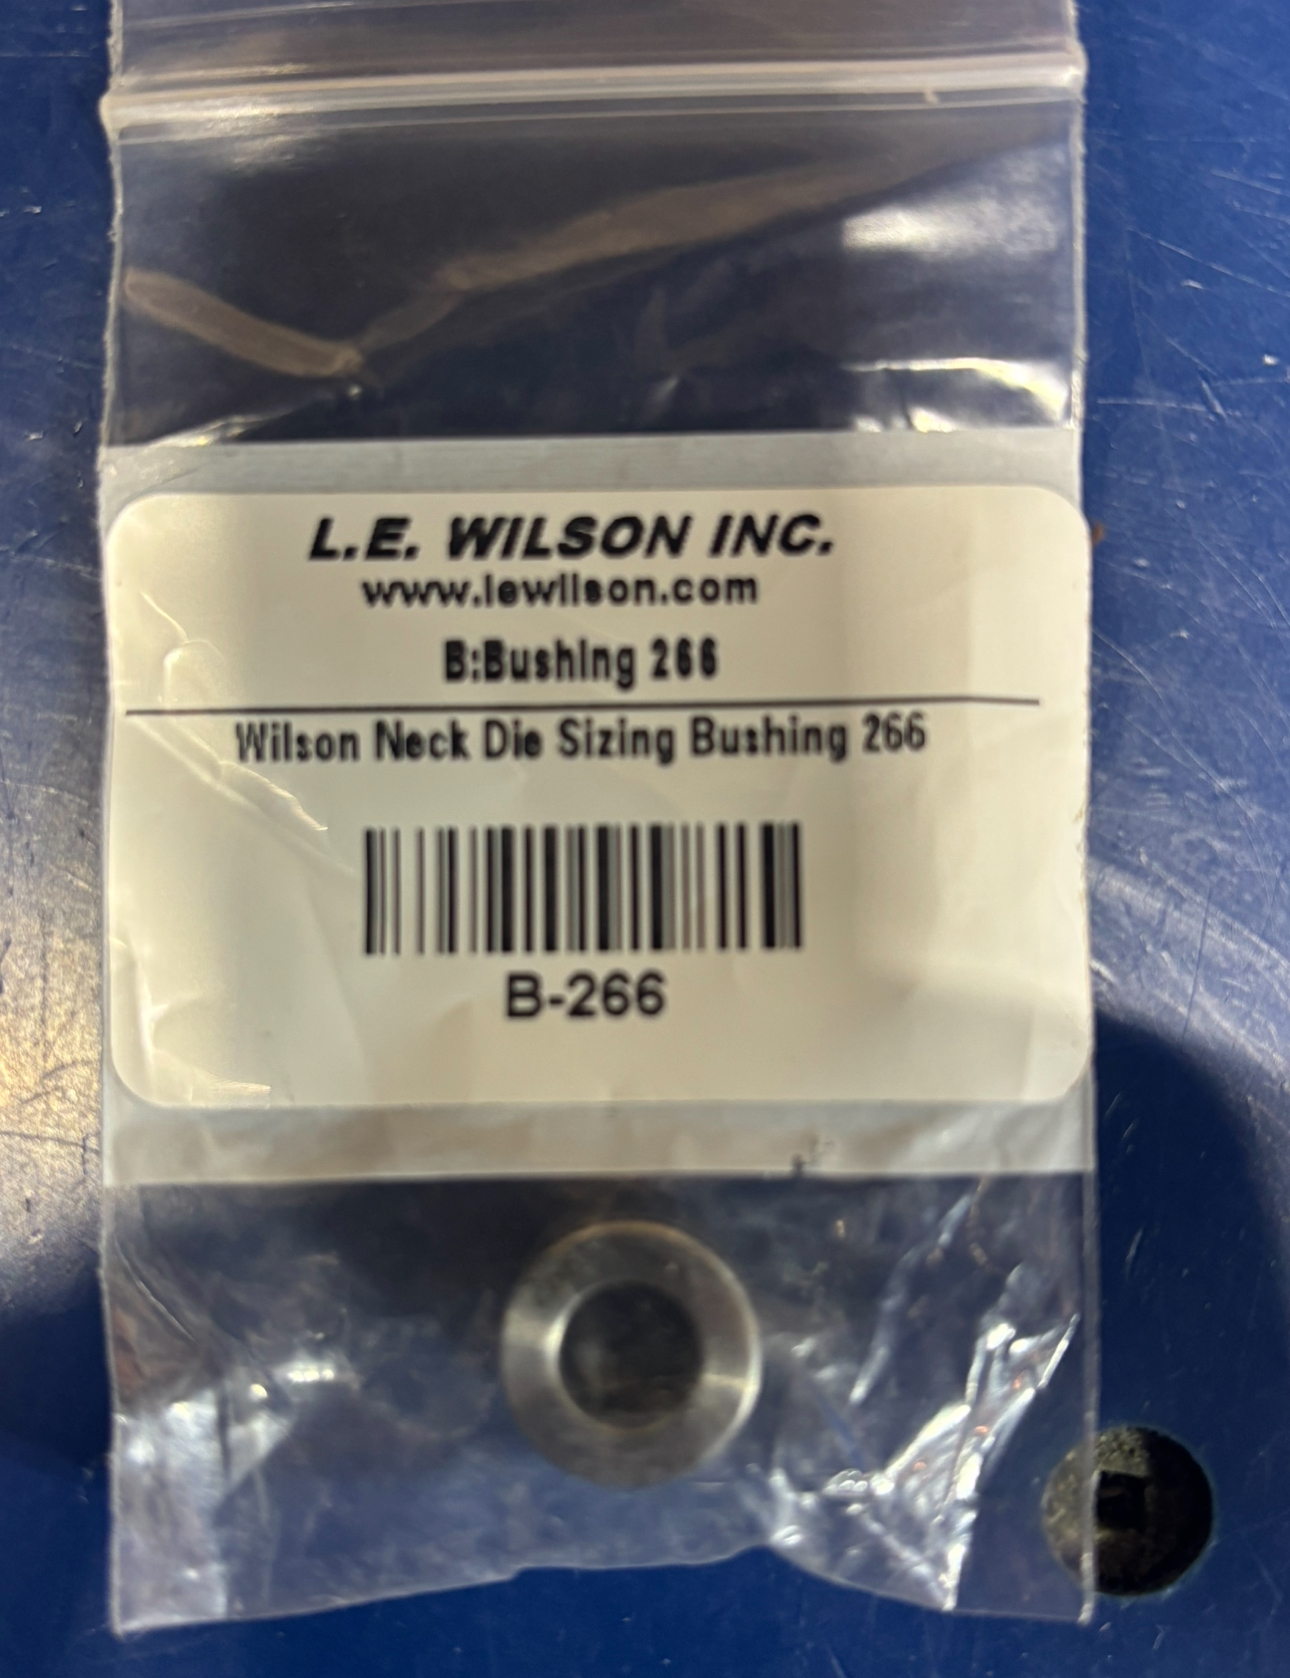 L.E. WILSON INC.
www.lewilson.com
B:Bushing 266
Wilson Neck Die Sizing Bushing 266
B-266